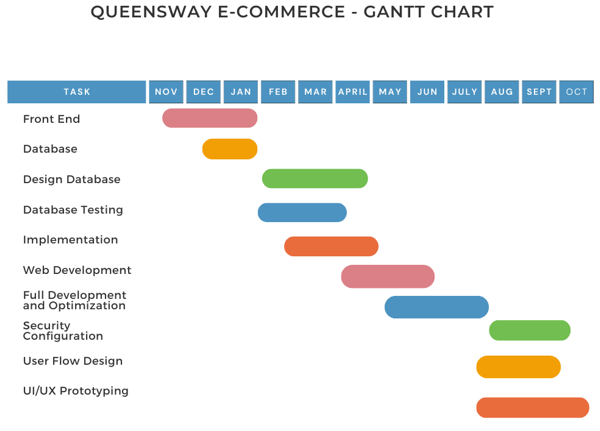 QUEENSWAY E-COMMERCE - GANTT CHART
TASK NOV DEC JAN FEB MAR APRIL MAY JUN JULY AUG SEPT OCT
Front End
Database
Design Database
Database Testing
Implementation
Web Development
Full Development
and Optimization
Security
Configuration
User Flow Design
UI/UX Prototyping